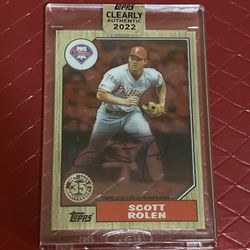 Topps
CLEARLY
AUTHENTIC
2022
Phillies
35
SCOTT
ROLEN
Topps